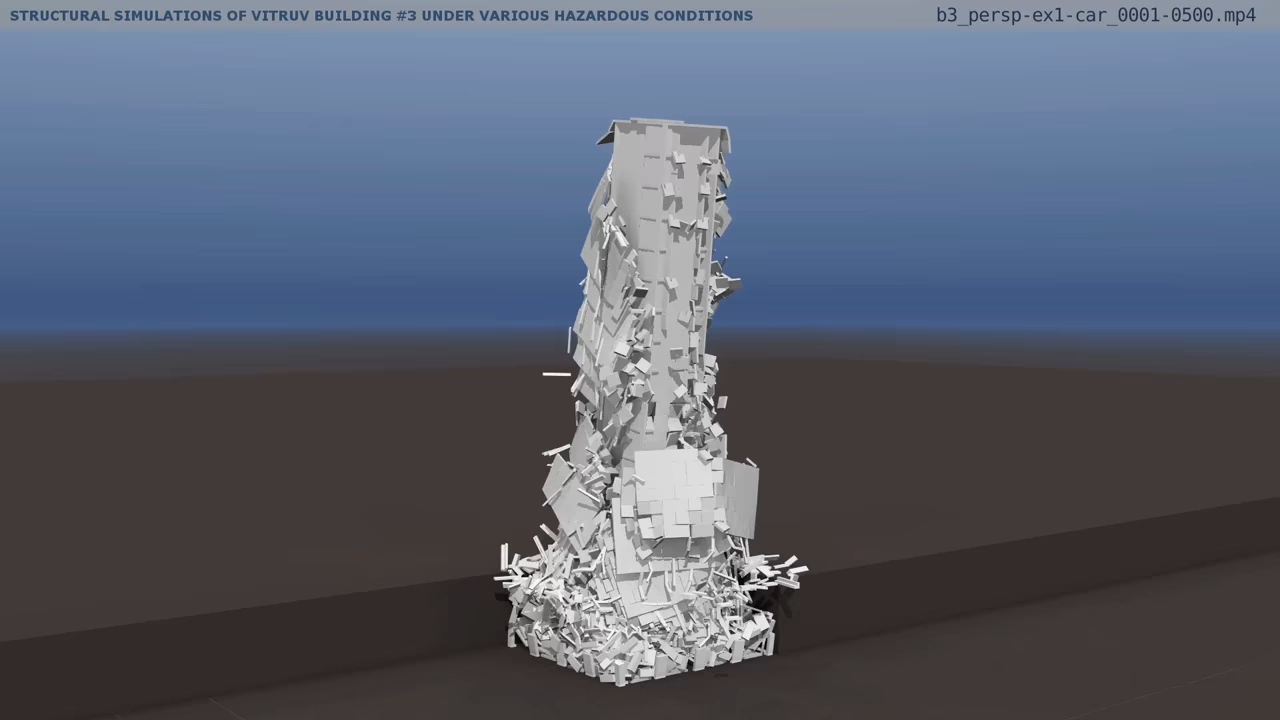 STRUCTURAL SIMULATIONS OF VITRUV BUILDING #3 UNDER VARIOUS HAZARDOUS CONDITIONS
b3_persp-ex1-car_0001-0500.mp4